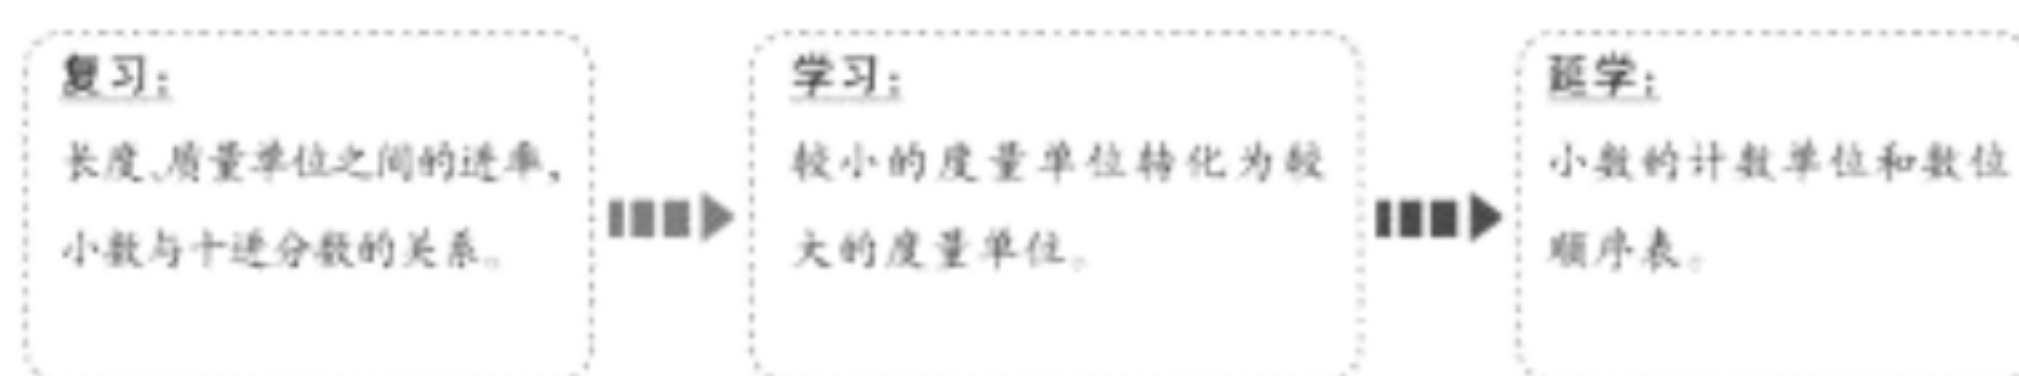 复习：
长度、质量单位之间的进率，
小数与十进分数的关系。
学习：
较小的度量单位转化为较
大的度量单位。
延学：
小数的计数单位和数位
顺序表。